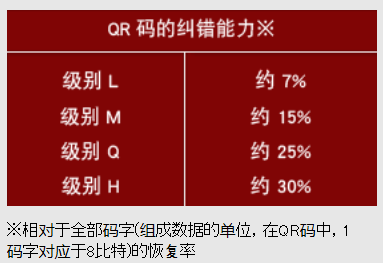 QR 码的纠错能力※
级别 L 约 7%
级别 M 约 15%
级别 Q 约 25%
级别 H 约 30%
※相对于全部码字(组成数据的单位, 在QR码中, 1
码字对应于8比特)的恢复率